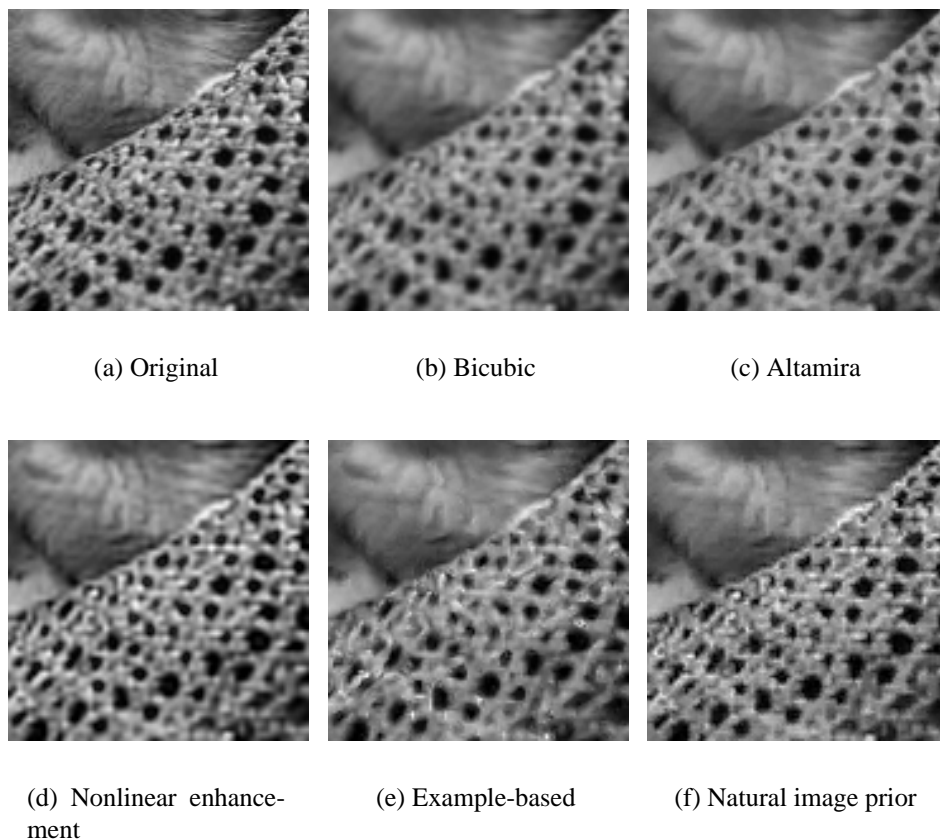 (a) Original
(b) Bicubic
(c) Altamira
(d) Nonlinear enhance-
ment
(e) Example-based
(f) Natural image prior